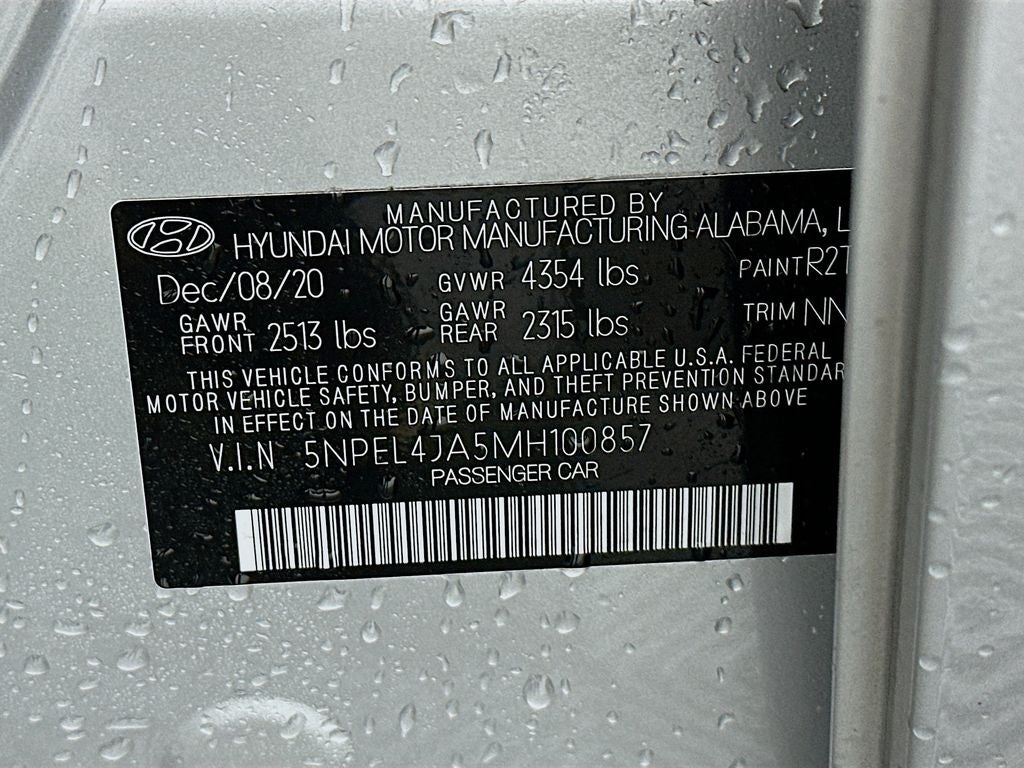 MANUFACTURED BY
HYUNDAI MOTOR MANUFACTURING ALABAMA, L
Dec/08/20 GVWR 4354 lbs PAINT R2T
GAWR FRONT 2513 lbs GAWR REAR 2315 lbs TRIM NN
THIS VEHICLE CONFORMS TO ALL APPLICABLE U.S.A. FEDERAL
MOTOR VEHICLE SAFETY, BUMPER, AND THEFT PREVENTION STANDAR
IN EFFECT ON THE DATE OF MANUFACTURE SHOWN ABOVE
V.I.N 5NPEL4JA5MH100857
PASSENGER CAR